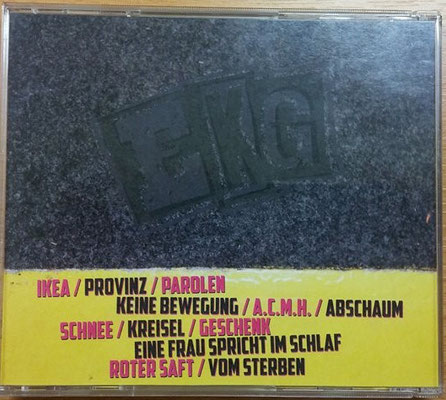 EKG
IKEA / PROVINZ / PAROLEN
KEINE BEWEGUNG / A.C.M.H. / ABSCHAUM
SCHNEE / KREISEL / GESCHENK
EINE FRAU SPRICHT IM SCHLAF
ROTER SAFT / VOM STERBEN